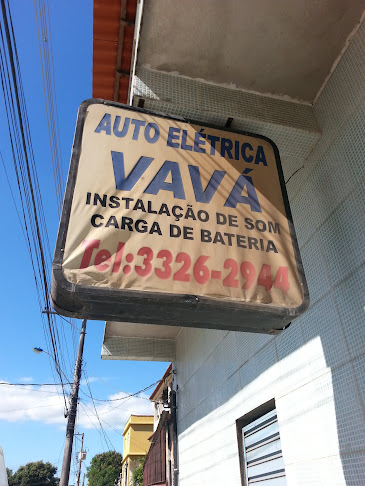 AUTO ELÉTRICA
VAVÁ
INSTALAÇÃO DE SOM
CARGA DE BATERIA
Tel:3326-2944